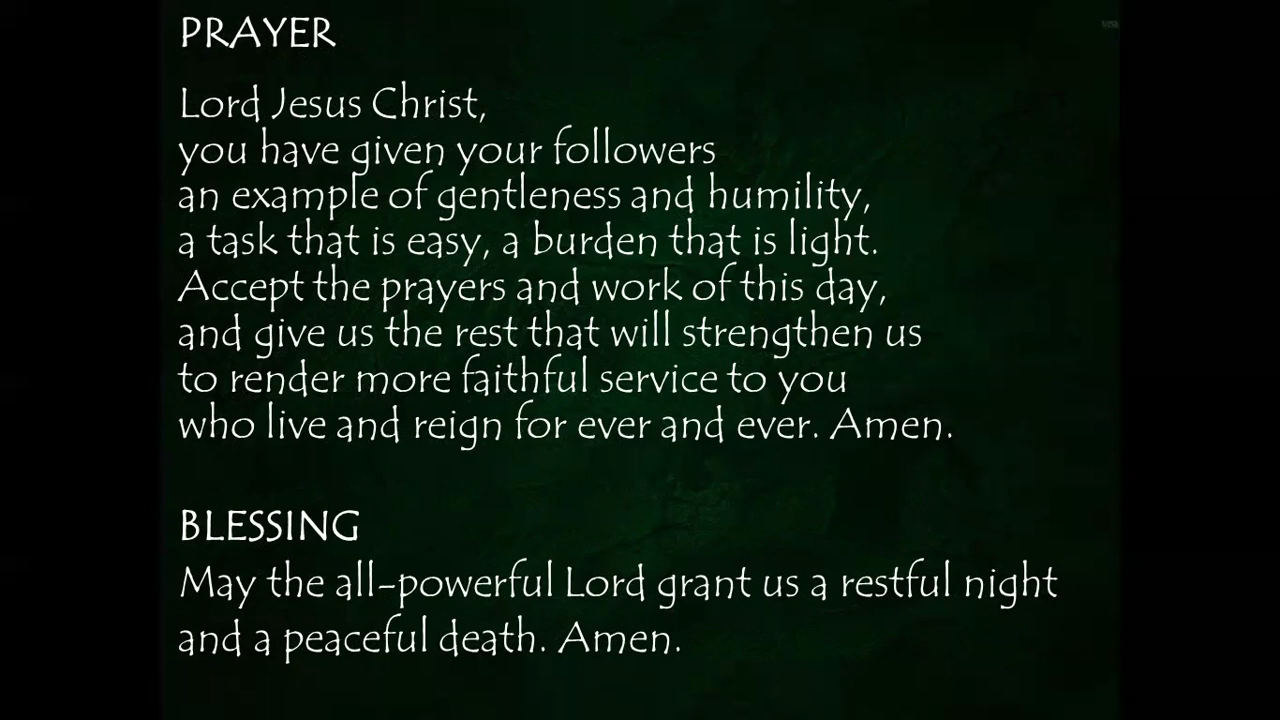 PRAYER
Lord Jesus Christ,
you have given your followers
an example of gentleness and humility,
a task that is easy, a burden that is light.
Accept the prayers and work of this day,
and give us the rest that will strengthen us
to render more faithful service to you
who live and reign for ever and ever. Amen.
BLESSING
May the all-powerful Lord grant us a restful night
and a peaceful death. Amen.